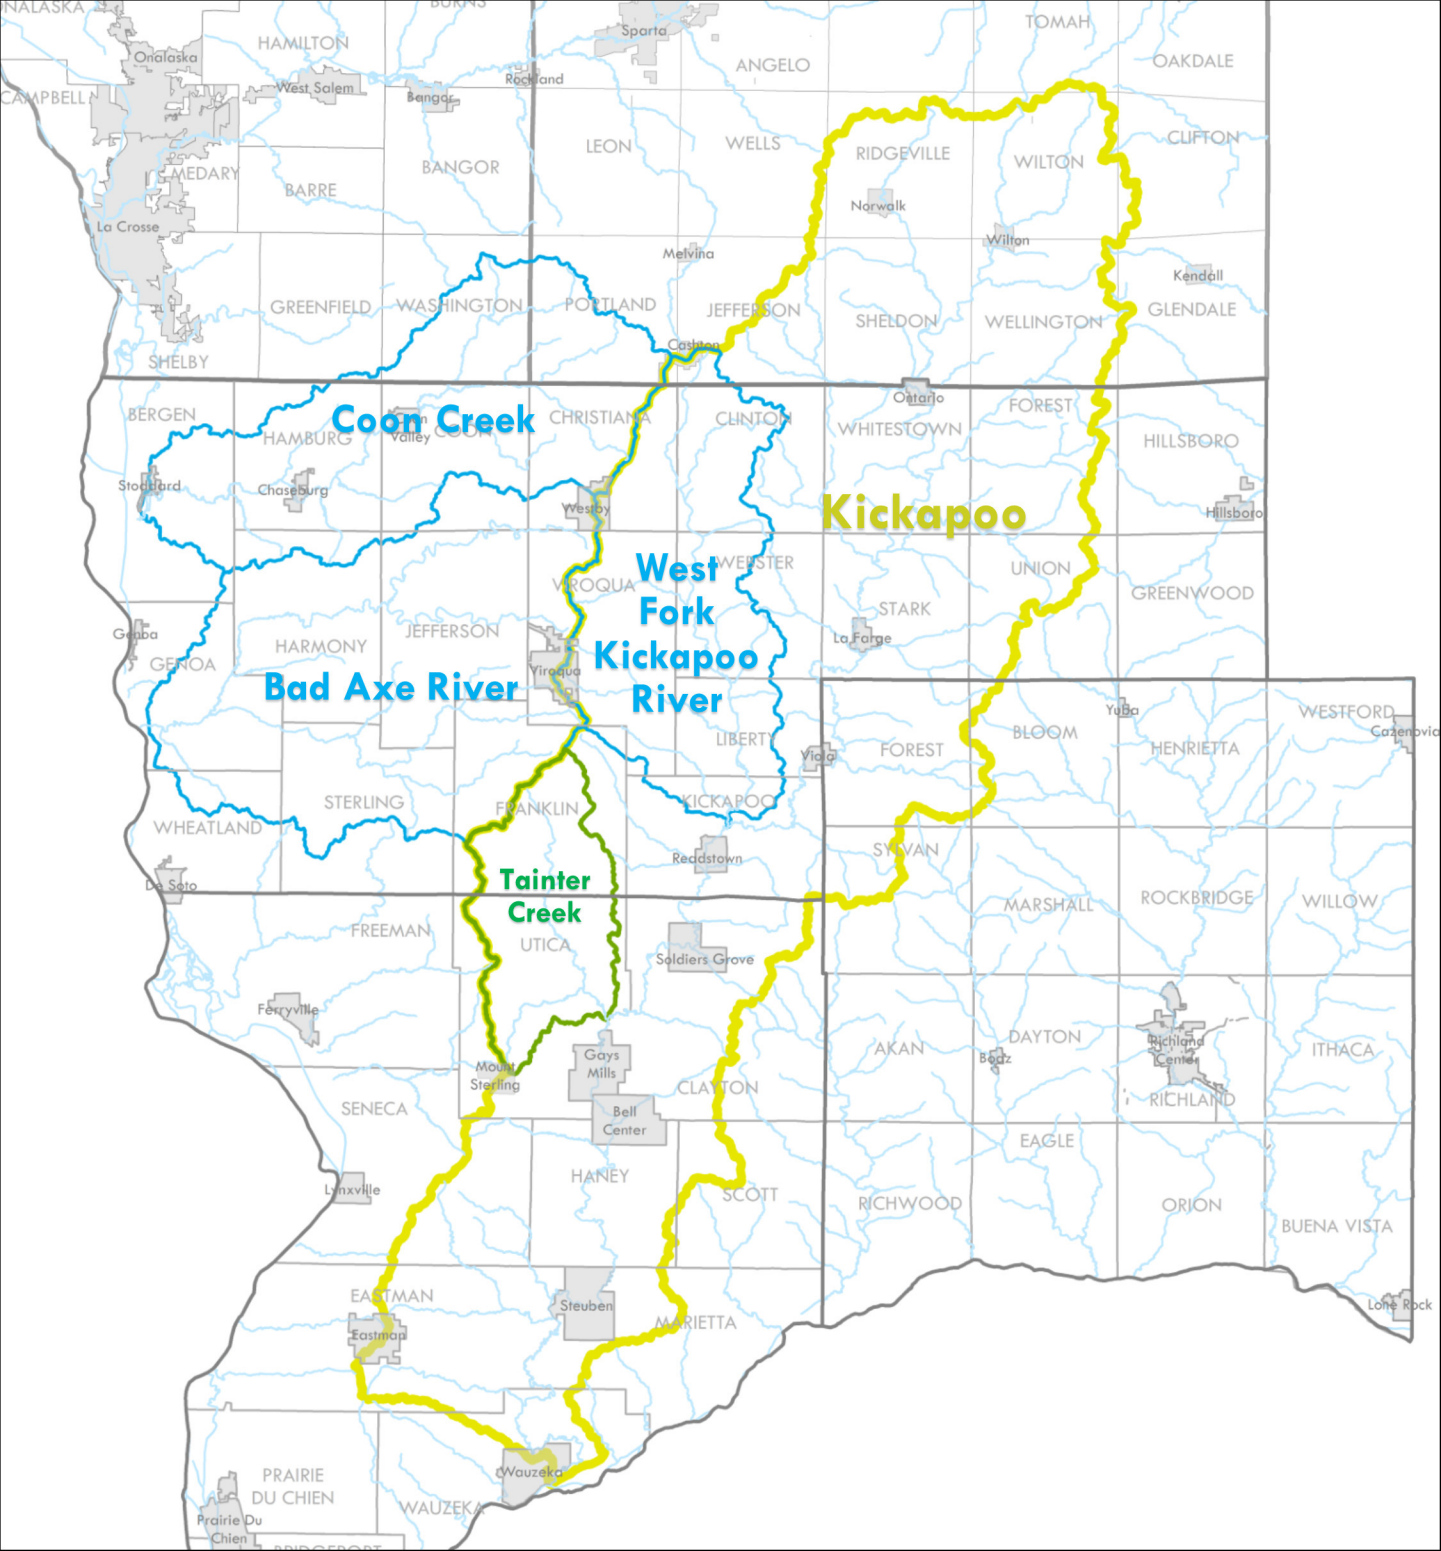 ONALASKA
BURNS
TOMAH
HAMILTON
Sparta
Onalaska
ANGELO
OAKDALE
West Salem
Rockland
CAMPBELL
Bangor
CLIFTON
LEON
WELLS
RIDGEVILLE
WILTON
MEDARY
BANGOR
BARRE
Norwalk
La Crosse
Wilton
Melvina
Kendall
GREENFIELD
WASHINGTON
PORTLAND
JEFFERSON
SHELDON
WELLINGTON
GLENDALE
Cashton
SHELBY
Ontario
FOREST
BERGEN
Coon Creek
CHRISTIANA
CLINTON
WHITESTOWN
HAMBURG
Valley
COON
HILLSBORO
Stoddard
Chaseburg
Westby
Kickapoo
Hillsboro
West
Fork
Kickapoo
River
WEBSTER
VIROQUA
UNION
GREENWOOD
STARK
Genoa
JEFFERSON
La Farge
HARMONY
GENOA
Viroqua
Bad Axe River
Yuba
WESTFORD
Cazenovia
LIBERTY
Viola
FOREST
BLOOM
HENRIETTA
STERLING
FRANKLIN
KICKAPOO
WHEATLAND
Readstown
SYLVAN
De Soto
Tainter
Creek
MARSHALL
ROCKBRIDGE
WILLOW
FREEMAN
UTICA
Soldiers Grove
Ferryville
AKAN
DAYTON
Richland
Center
ITHACA
Boaz
Gays
Mills
Mount
Sterling
CLAYTON
RICHLAND
SENECA
Bell
Center
EAGLE
HANEY
Lynxville
SCOTT
RICHWOOD
ORION
BUENA VISTA
EASTMAN
Steuben
Lone Rock
MARIETTA
Eastman
Wauzeka
PRAIRIE
DU CHIEN
WAUZEKA
Prairie Du
Chien
BRIDGEPORT